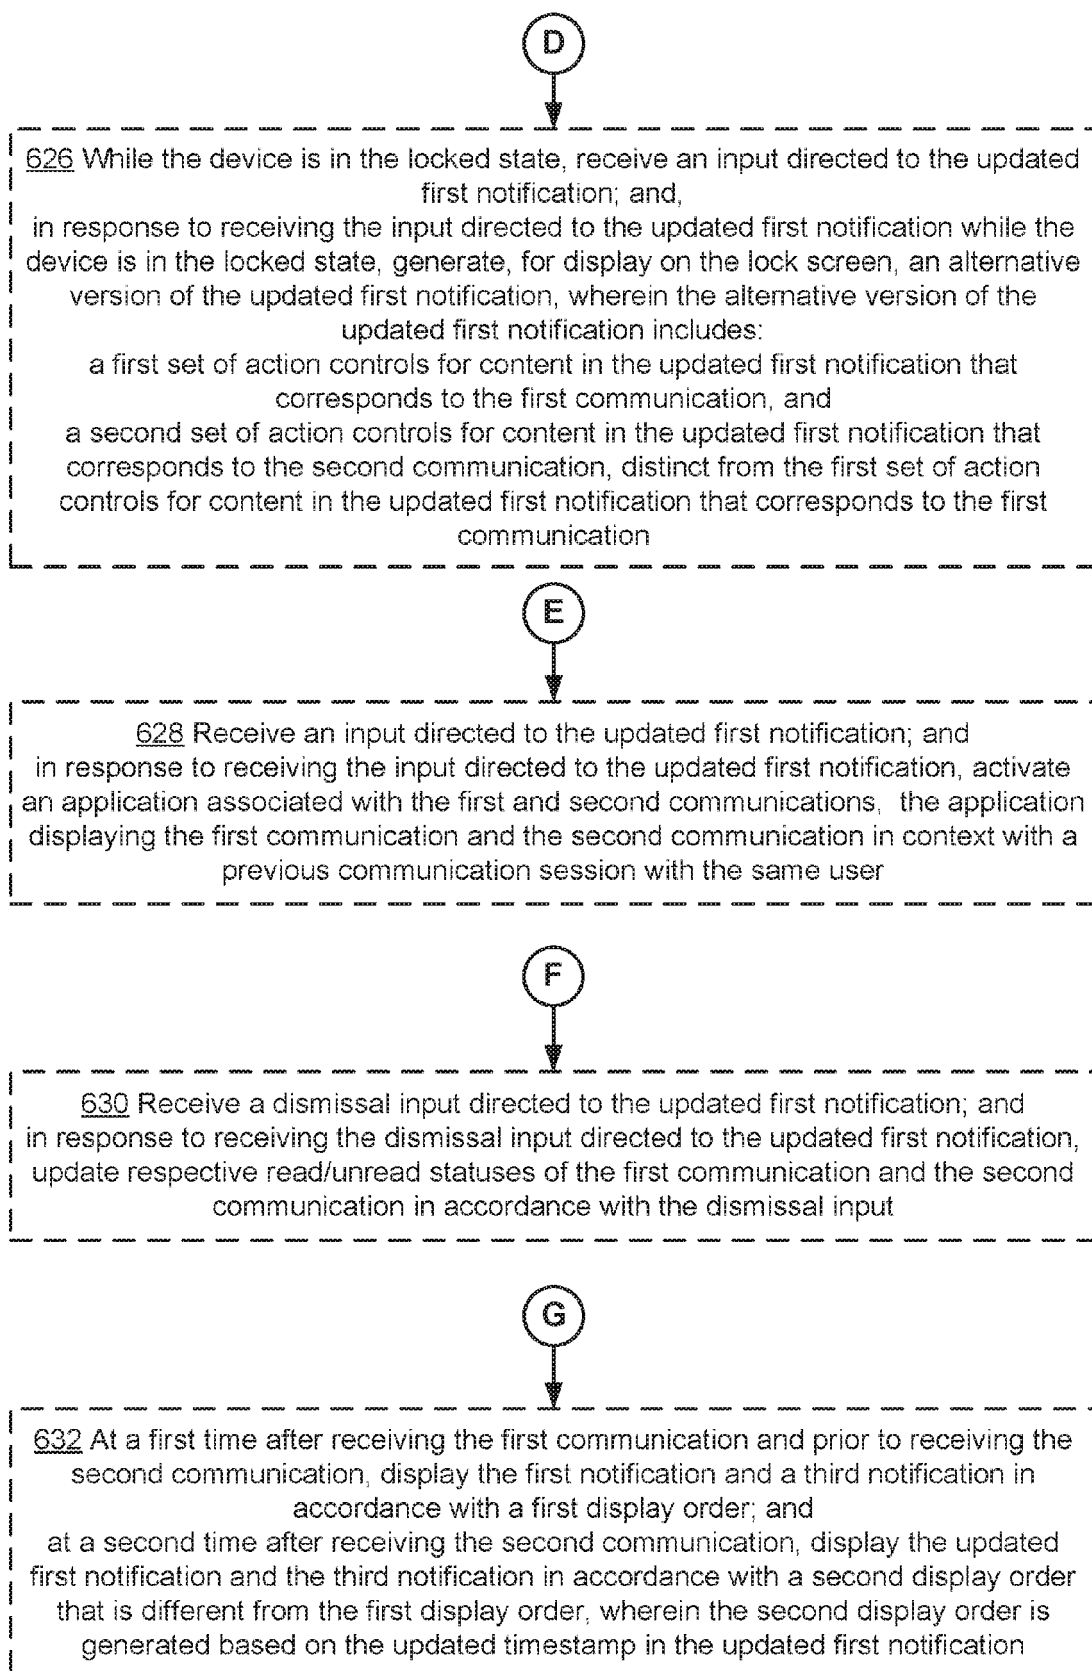 D
626 While the device is in the locked state, receive an input directed to the updated
first notification; and,
in response to receiving the input directed to the updated first notification while the
device is in the locked state, generate, for display on the lock screen, an alternative
version of the updated first notification, wherein the alternative version of the
updated first notification includes:
a first set of action controls for content in the updated first notification that
corresponds to the first communication, and
a second set of action controls for content in the updated first notification that
corresponds to the second communication, distinct from the first set of action
controls for content in the updated first notification that corresponds to the first
communication
E
628 Receive an input directed to the updated first notification; and
in response to receiving the input directed to the updated first notification, activate
an application associated with the first and second communications, the application
displaying the first communication and the second communication in context with a
previous communication session with the same user
F
630 Receive a dismissal input directed to the updated first notification; and
in response to receiving the dismissal input directed to the updated first notification,
update respective read/unread statuses of the first communication and the second
communication in accordance with the dismissal input
G
632 At a first time after receiving the first communication and prior to receiving the
second communication, display the first notification and a third notification in
accordance with a first display order; and
at a second time after receiving the second communication, display the updated
first notification and the third notification in accordance with a second display order
that is different from the first display order, wherein the second display order is
generated based on the updated timestamp in the updated first notification